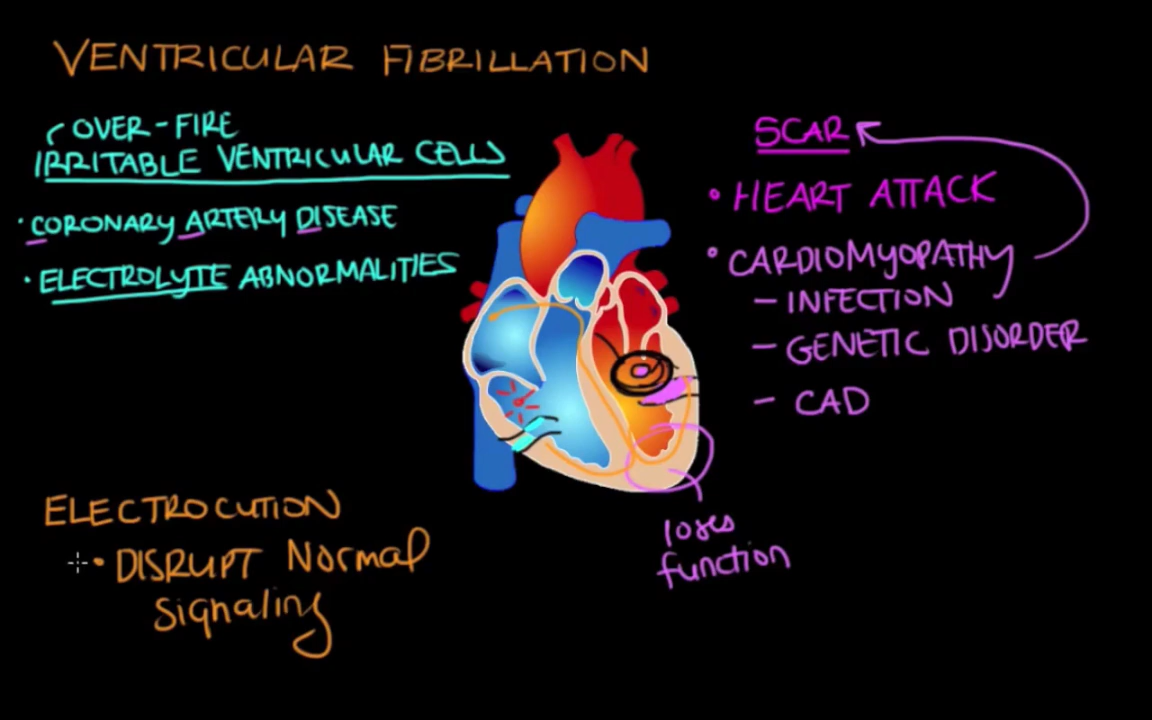 VENTRICULAR FIBRILLATION
OVER-FIRE
IRRITABLE VENTRICULAR CELLS
• CORONARY ARTERY DISEASE
• ELECTROLYTE ABNORMALITIES
SCAR
• HEART ATTACK
• CARDIOMYOPATHY
– INFECTION
– GENETIC DISORDER
– CAD
loses
function
ELECTROCUTION
• DISRUPT Normal
signaling